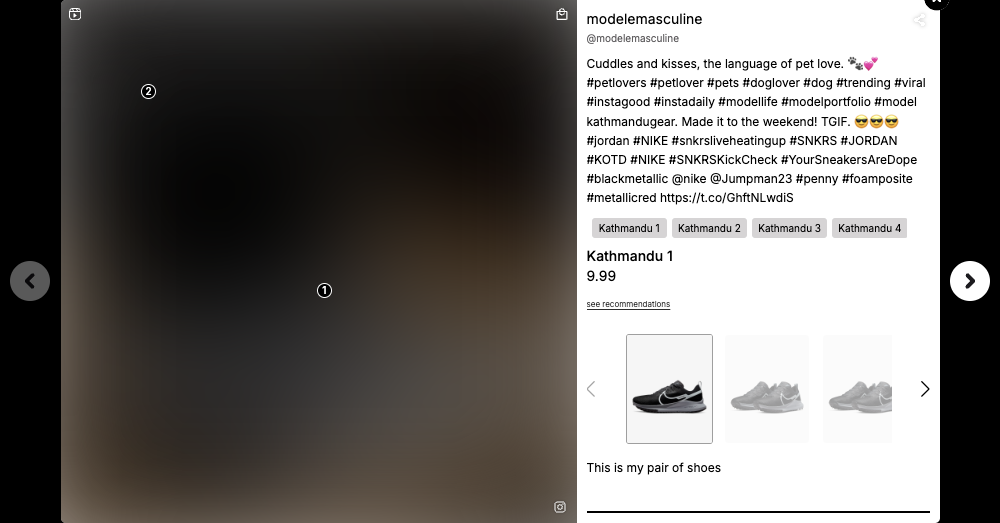 2
1
modelemasculine
@modelemasculine
Cuddles and kisses, the language of pet love. 🐾💕
#petlovers #petlover #pets #doglover #dog #trending #viral
#instagood #instadaily #modellife #modelportfolio #model
kathmandugear. Made it to the weekend! TGIF. 😎😎😎
#jordan #NIKE #snkrsliveheatingup #SNKRS #JORDAN
#KOTD #NIKE #SNKRSKickCheck #YourSneakersAreDope
#blackmetallic @nike @Jumpman23 #penny #foamposite
#metallicred https://t.co/GhftNLwdiS
Kathmandu 1 Kathmandu 2 Kathmandu 3 Kathmandu 4
Kathmandu 1
9.99
see recommendations
This is my pair of shoes